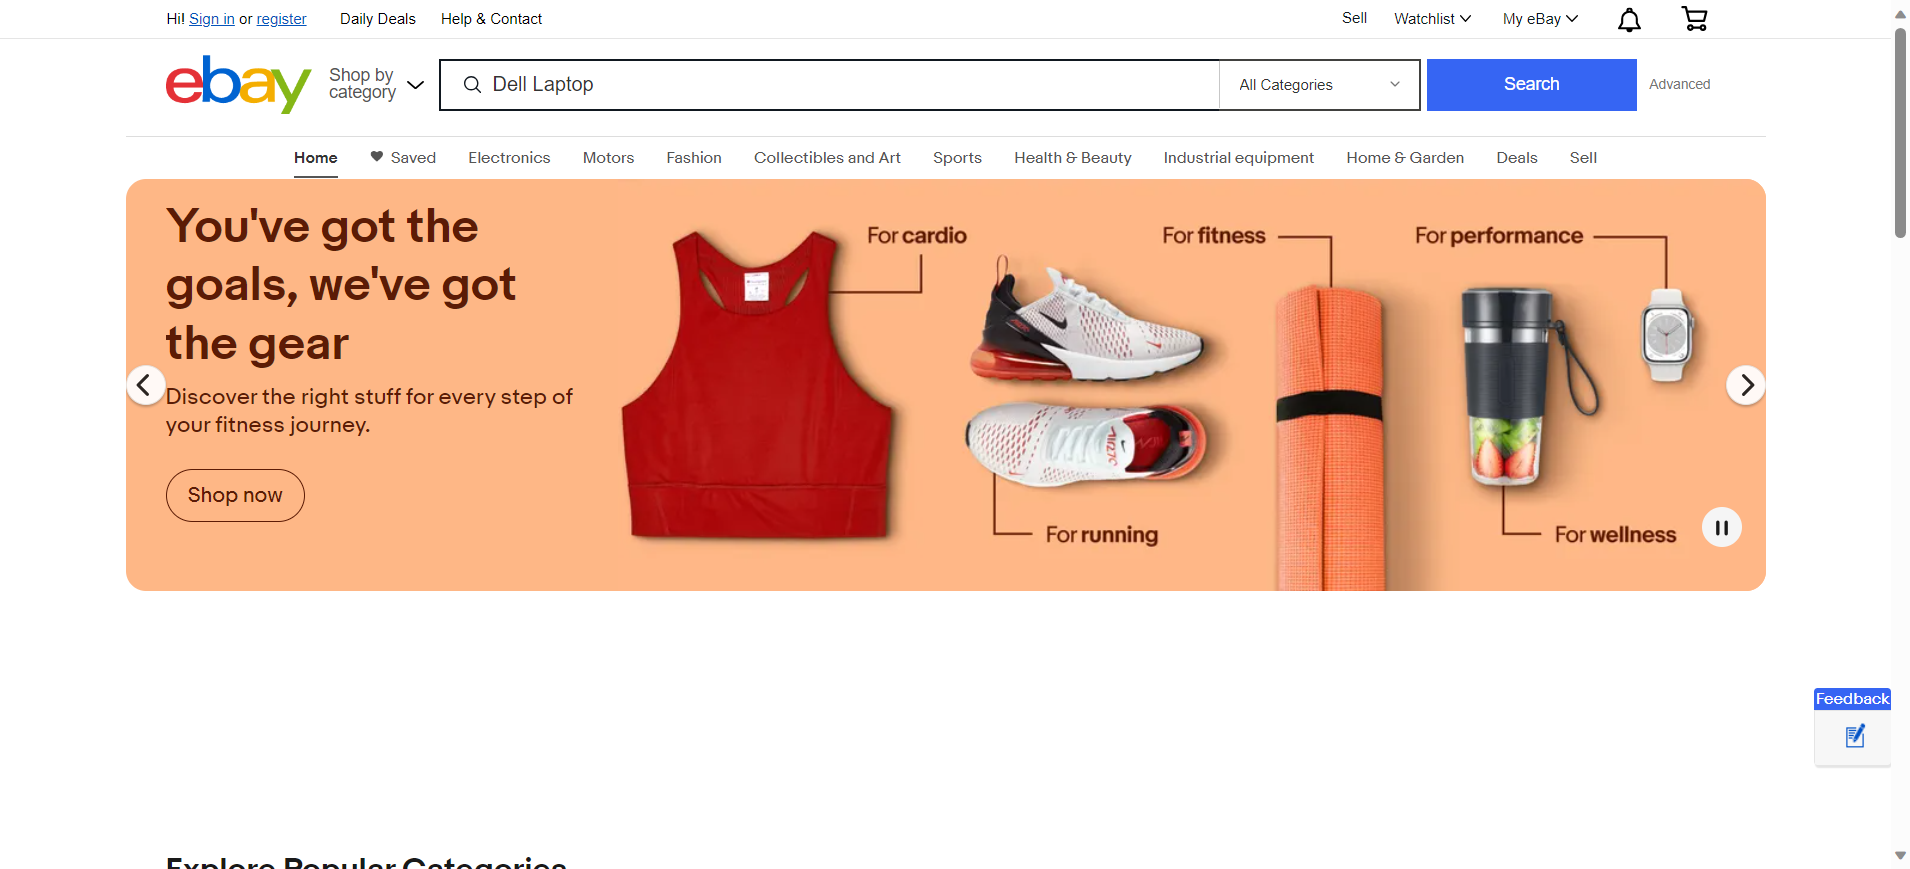 Hi! Sign in or register
Daily Deals
Help & Contact
Sell
Watchlist
My eBay
ebay
Shop by
category
Dell Laptop
All Categories
Search
Advanced
Home
Saved
Electronics
Motors
Fashion
Collectibles and Art
Sports
Health & Beauty
Industrial equipment
Home & Garden
Deals
Sell
You've got the
goals, we've got
the gear
Discover the right stuff for every step of
your fitness journey.
Shop now
For cardio
For fitness
For performance
For running
For wellness
Feedback
Explore Popular Categories